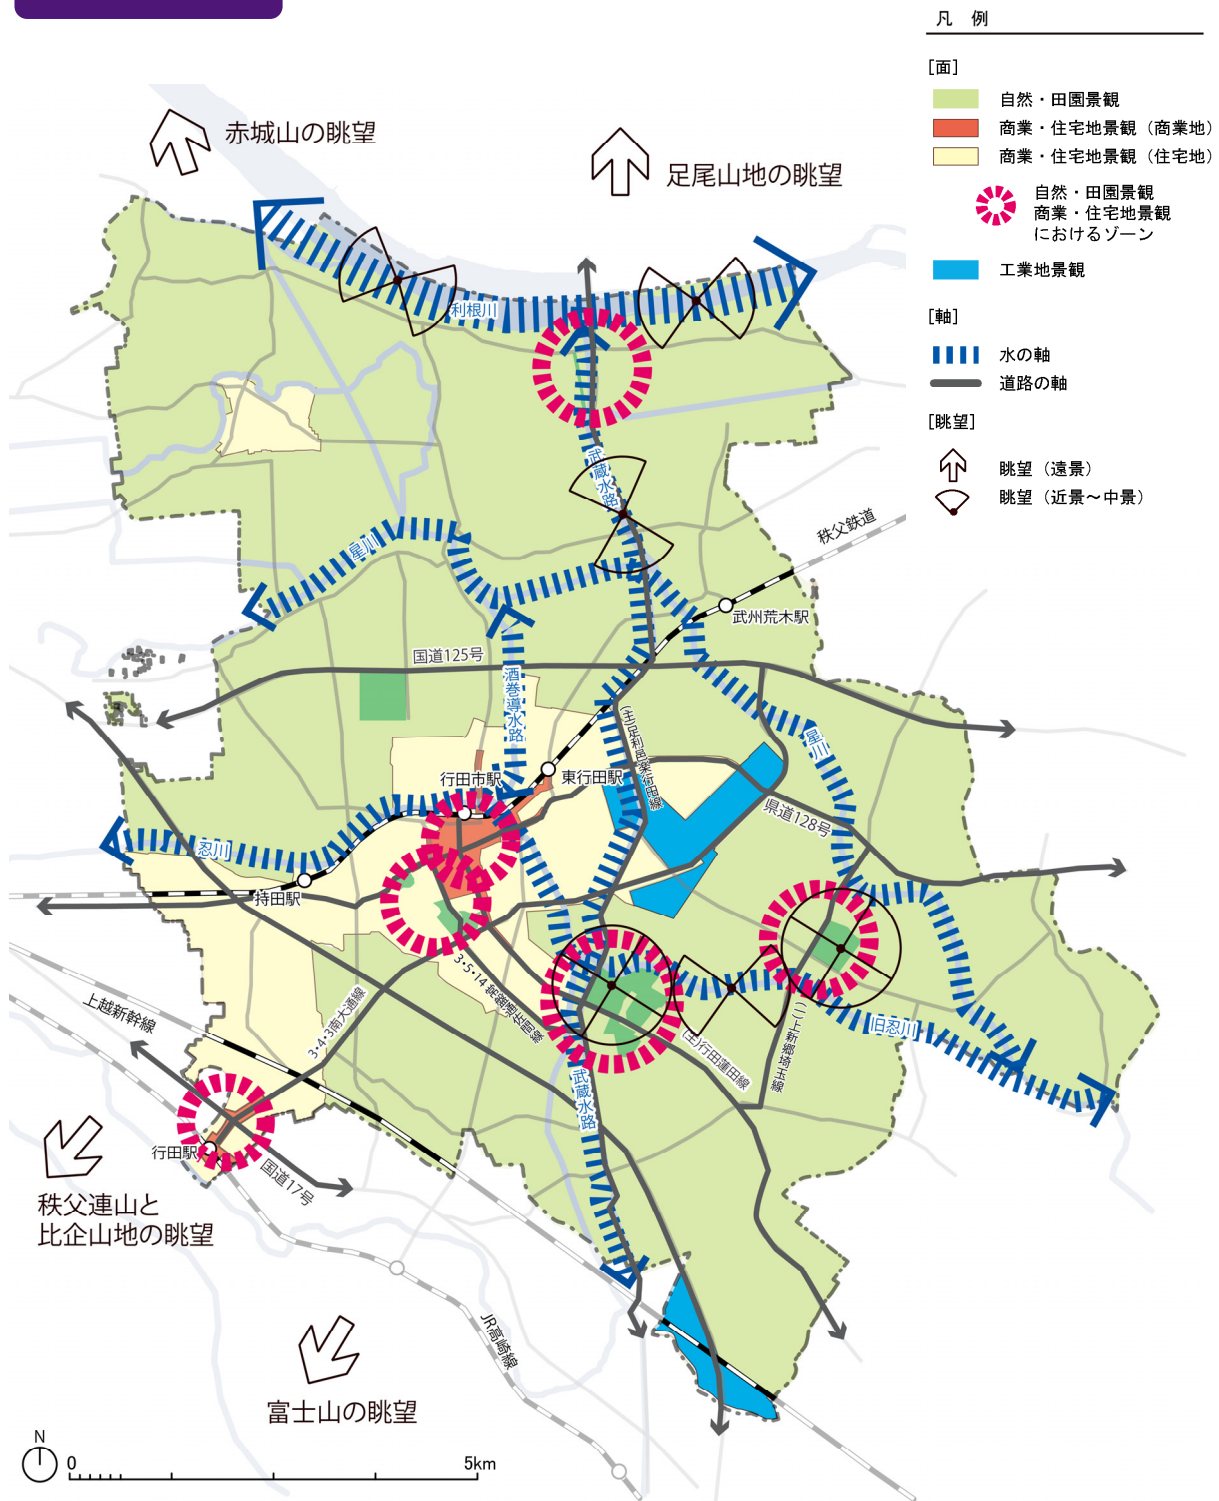 凡 例
[面]
自然・田園景観
商業・住宅地景観（商業地）
商業・住宅地景観（住宅地）
自然・田園景観
商業・住宅地景観
におけるゾーン
工業地景観
[軸]
水の軸
道路の軸
[眺望]
眺望（遠景）
眺望（近景～中景）
赤城山の眺望
足尾山地の眺望
利根川
武蔵水路
秩父鉄道
星川
武州荒木駅
国道125号
酒巻導水路
(主)足利邑楽行田線
星川
行田市駅
東行田駅
県道128号
忍川
持田駅
3・5・14 常盤通佐間線
上越新幹線
3・4・3南大通線
旧忍川
(主)行田蓮田線
(一)上新郷埼玉線
武蔵水路
行田駅
国道17号
秩父連山と
比企山地の眺望
JR高崎線
富士山の眺望
N
0
5km